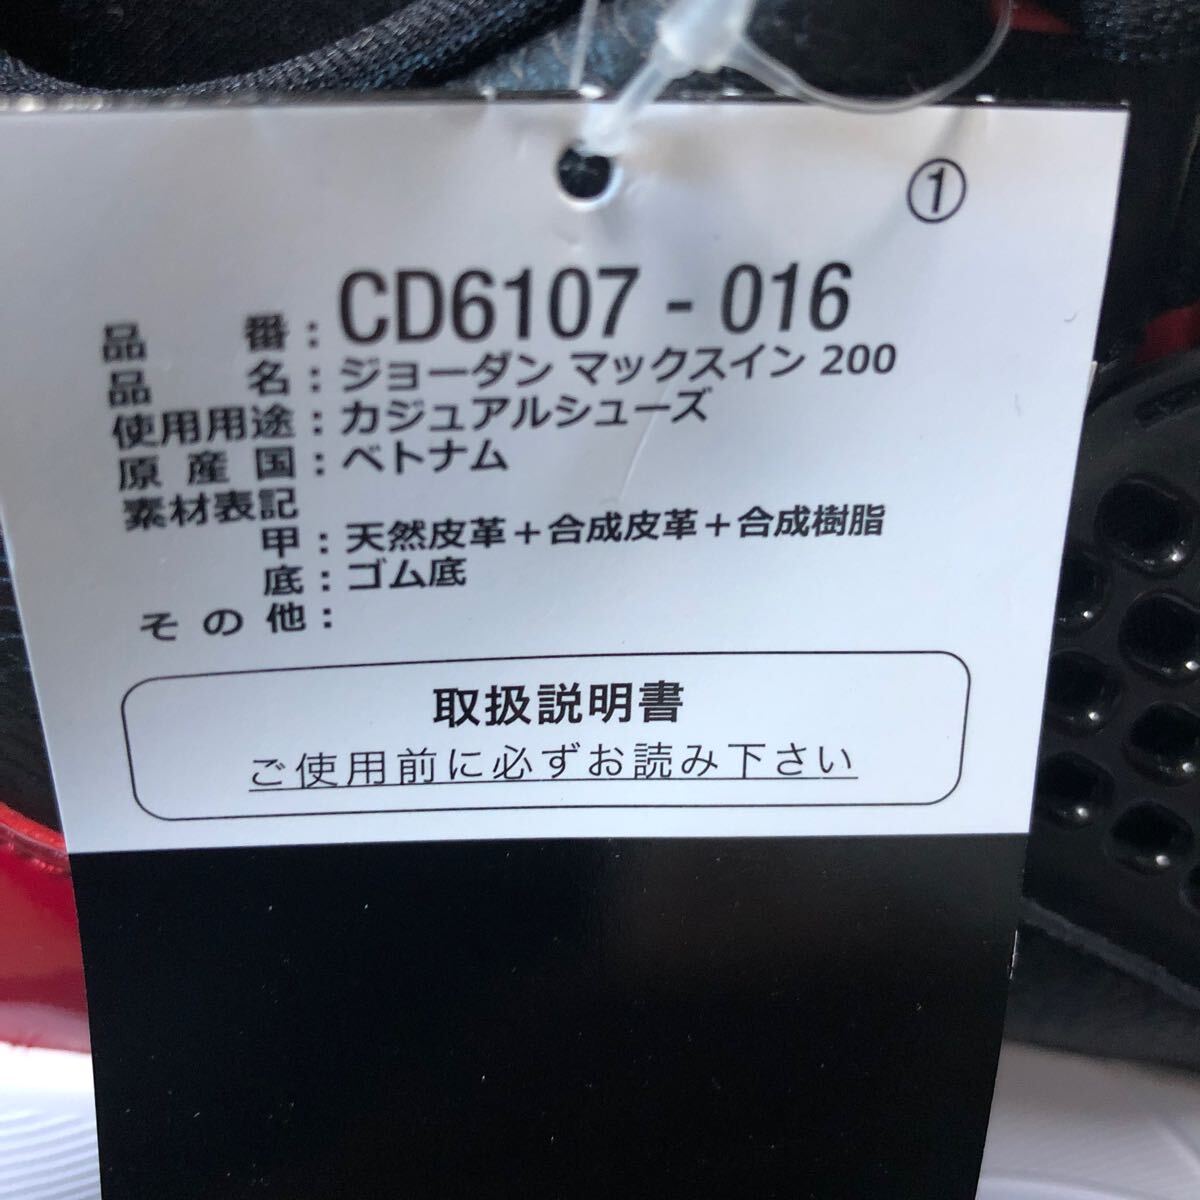 ①
品番：CD6107 - 016
品名：ジョーダン マックスイン 200
使用用途：カジュアルシューズ
原産国：ベトナム
素材表記
甲：天然皮革＋合成皮革＋合成樹脂
底：ゴム底
その他：
取扱説明書
ご使用前に必ずお読み下さい